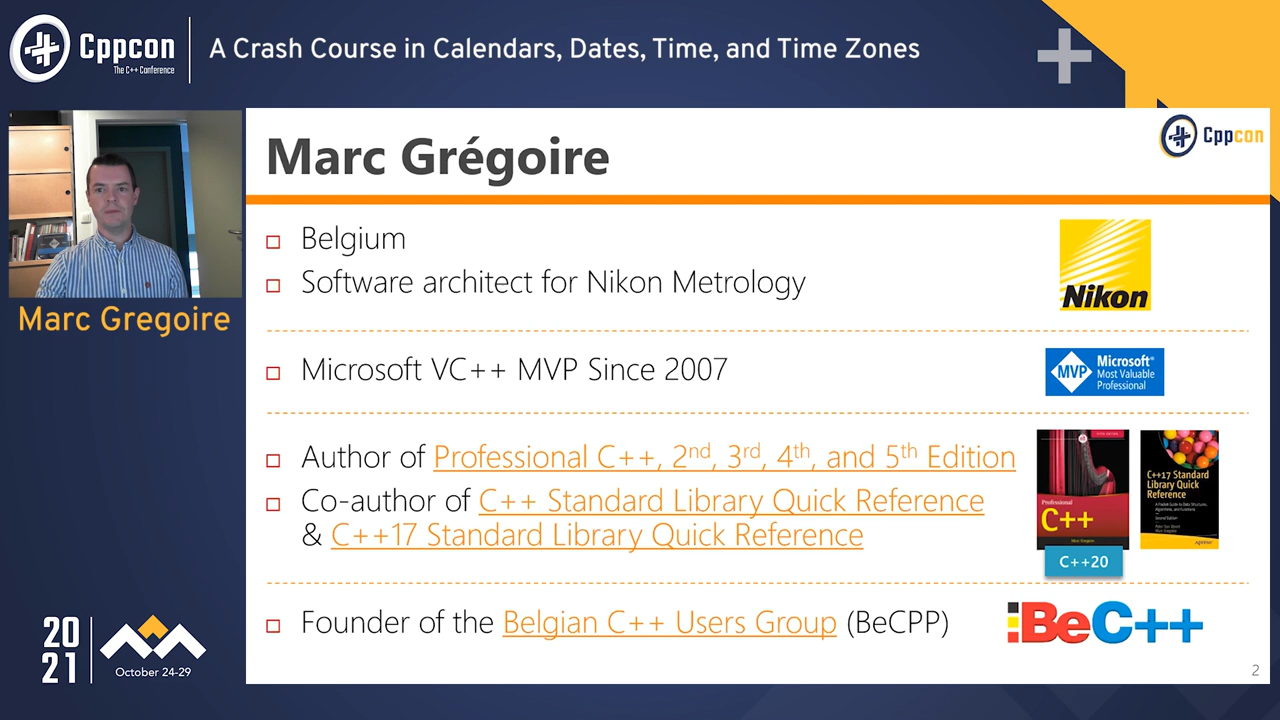 Cppcon
The C++ Conference
A Crash Course in Calendars, Dates, Time, and Time Zones
Cppcon
Marc Grégoire
Marc Gregoire
Belgium
Software architect for Nikon Metrology
Nikon
Microsoft VC++ MVP Since 2007
MVP
Microsoft®
Most Valuable
Professional
Author of Professional C++, 2nd, 3rd, 4th, and 5th Edition
Co-author of C++ Standard Library Quick Reference
& C++17 Standard Library Quick Reference
Professional
C++
Marc Gregoire
C++20
C++17 Standard
Library Quick
Reference
Apress
Founder of the Belgian C++ Users Group (BeCPP)
BeC++
20
21
October 24-29
2